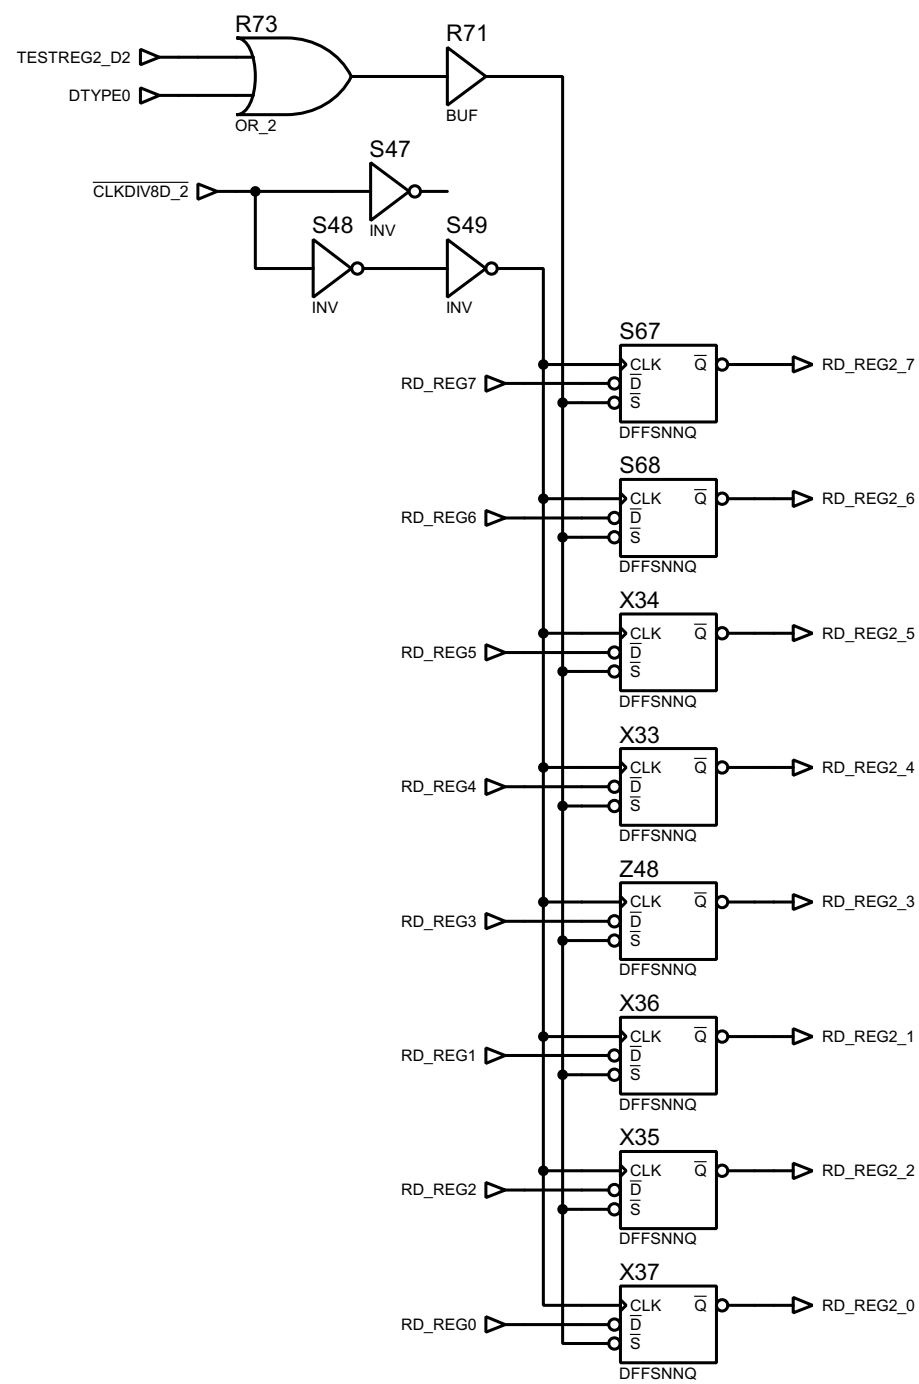 R73
TESTREG2_D2
DTYPE0
OR_2
R71
BUF
CLKDIV8D_2
S47
INV
S48
INV
S49
INV
S67
CLK Q
RD_REG7
D
S
DFFSNNQ
RD_REG2_7
S68
CLK Q
RD_REG6
D
S
DFFSNNQ
RD_REG2_6
X34
CLK Q
RD_REG5
D
S
DFFSNNQ
RD_REG2_5
X33
CLK Q
RD_REG4
D
S
DFFSNNQ
RD_REG2_4
Z48
CLK Q
RD_REG3
D
S
DFFSNNQ
RD_REG2_3
X36
CLK Q
RD_REG1
D
S
DFFSNNQ
RD_REG2_1
X35
CLK Q
RD_REG2
D
S
DFFSNNQ
RD_REG2_2
X37
CLK Q
RD_REG0
D
S
DFFSNNQ
RD_REG2_0